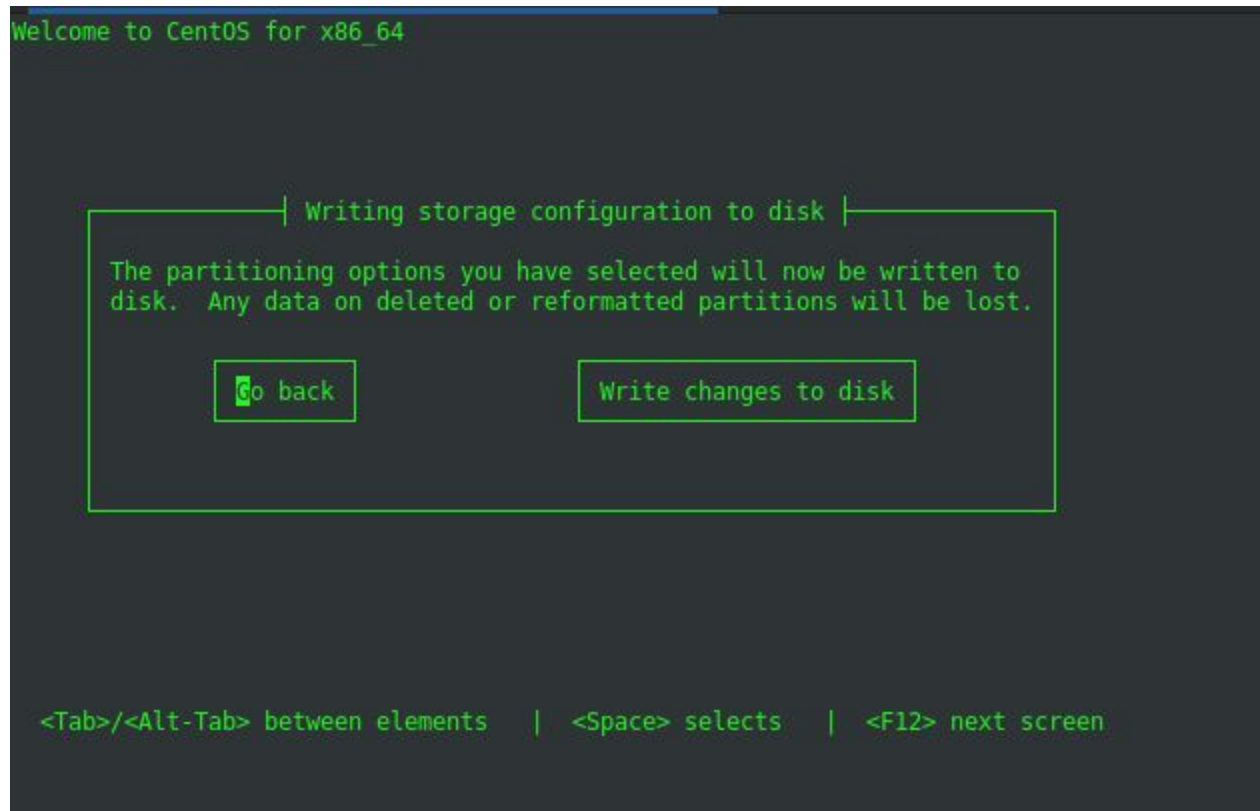 Welcome to CentOS for x86_64
Writing storage configuration to disk
The partitioning options you have selected will now be written to
disk.  Any data on deleted or reformatted partitions will be lost.
Go back
Write changes to disk
<Tab>/<Alt-Tab> between elements   |  <Space> selects   |  <F12> next screen